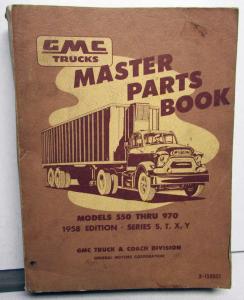 GMC
TRUCKS
MASTER
PARTS
BOOK
MODELS 550 THRU 970
1958 EDITION - SERIES S, T, X, Y
GMC TRUCK & COACH DIVISION
GENERAL MOTORS CORPORATION